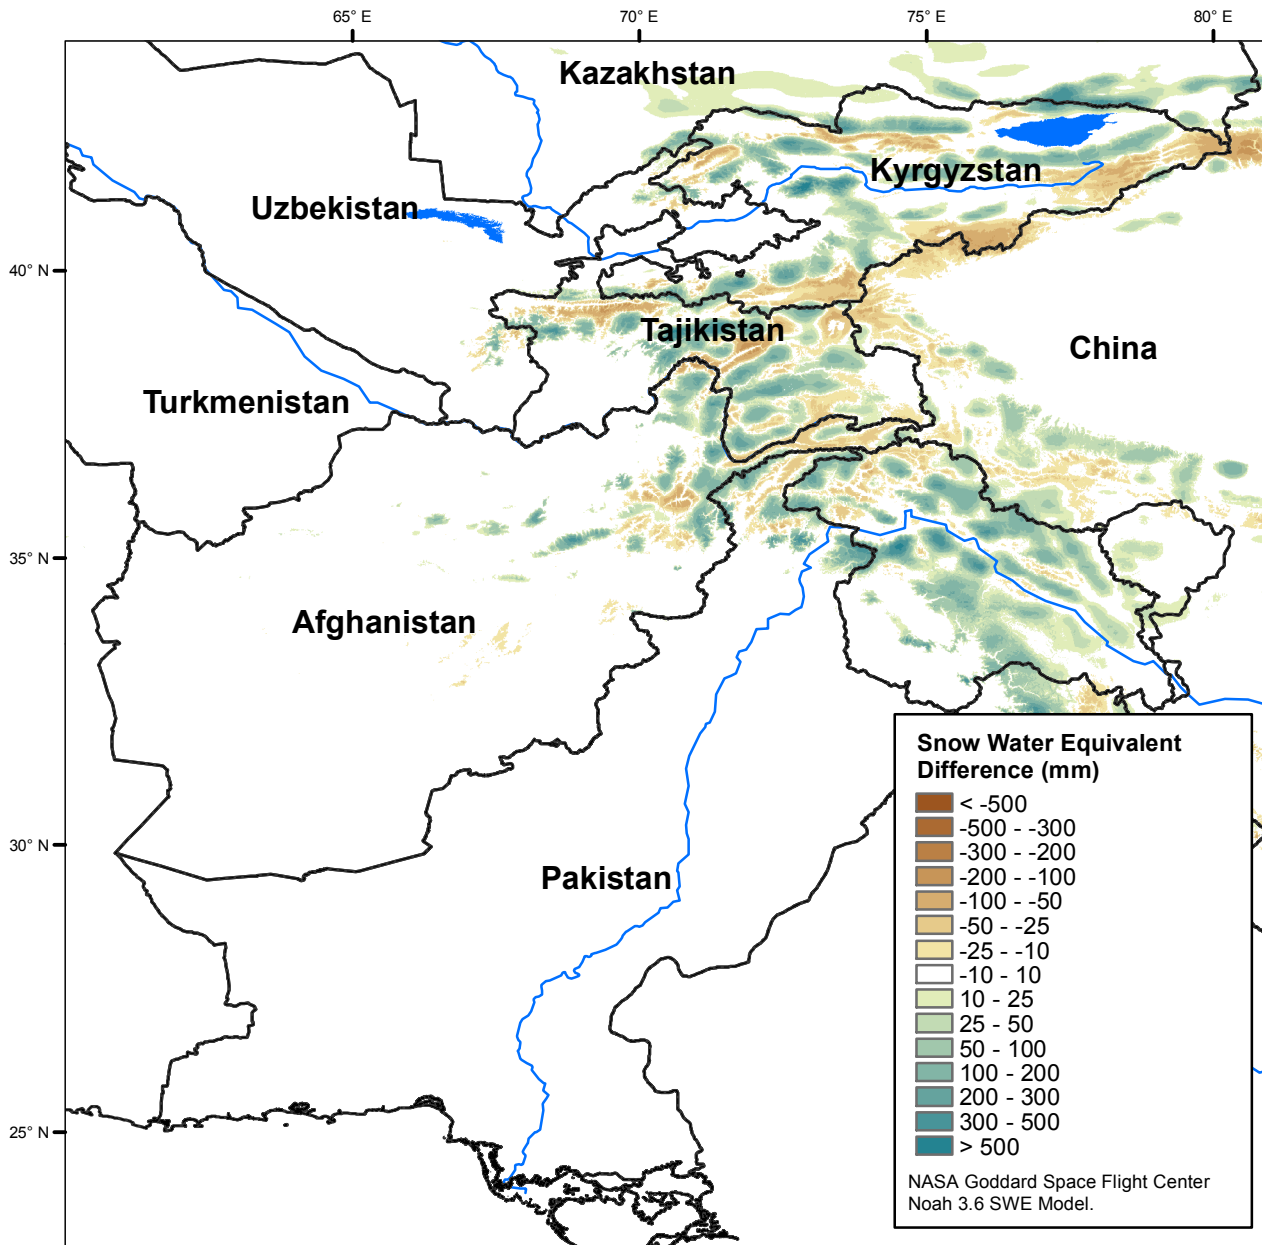 65° E
70° E
75° E
80° E
Kazakhstan
Kyrgyzstan
Uzbekistan
40° N
Tajikistan
China
Turkmenistan
35° N
Afghanistan
30° N
Pakistan
25° N
Snow Water Equivalent
Difference (mm)
< -500
-500 - -300
-300 - -200
-200 - -100
-100 - -50
-50 - -25
-25 - -10
-10 - 10
10 - 25
25 - 50
50 - 100
100 - 200
200 - 300
300 - 500
> 500
NASA Goddard Space Flight Center
Noah 3.6 SWE Model.